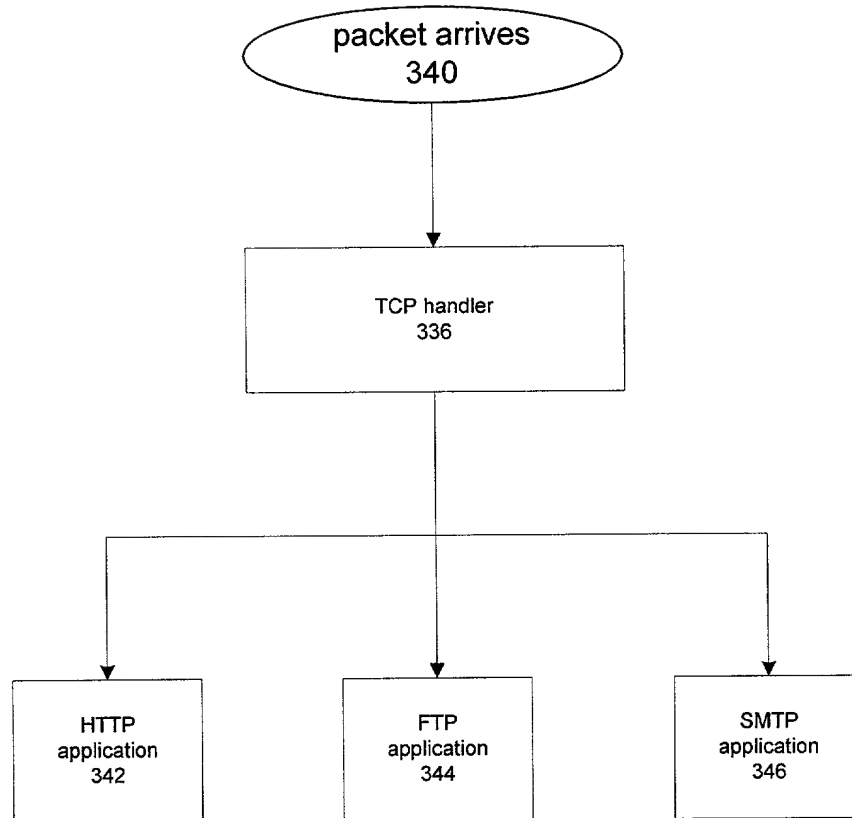 packet arrives
340
TCP handler
336
HTTP
application
342
FTP
application
344
SMTP
application
346